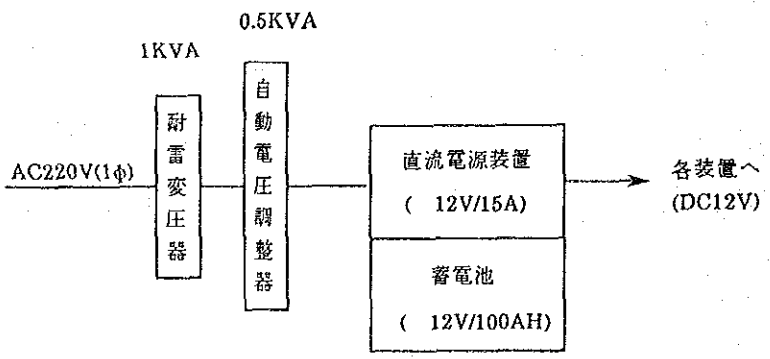 0.5KVA
1KVA
AC220V(1φ)
耐雷変圧器
自動電圧調整器
直流電源装置
( 12V/15A)
蓄電池
( 12V/100AH)
各装置へ
(DC12V)